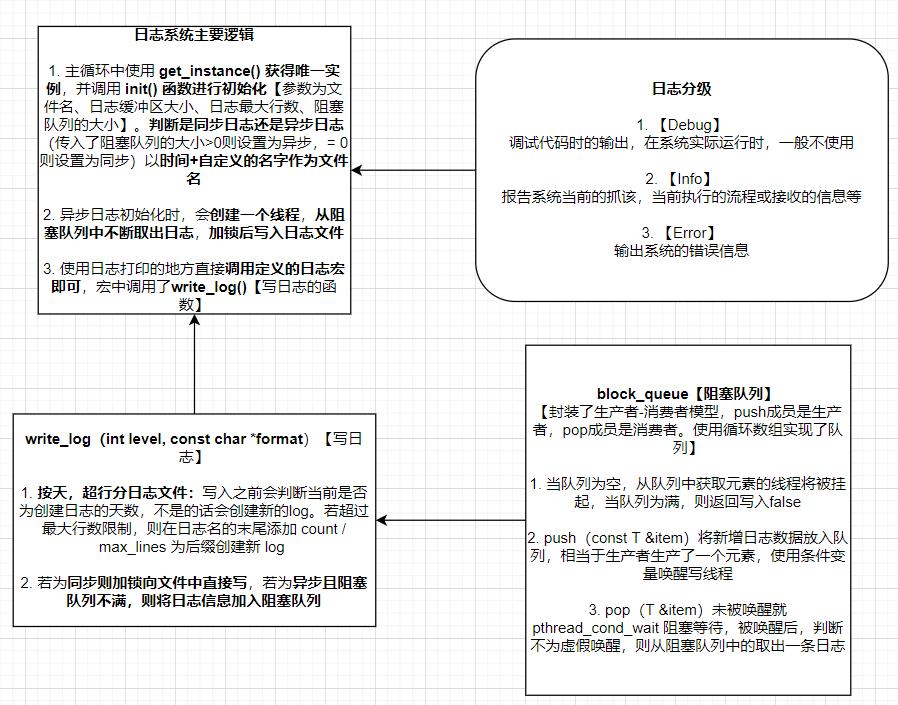 日志系统主要逻辑
1. 主循环中使用 get_instance() 获得唯一实
例，并调用 init() 函数进行初始化【参数为文
件名、日志缓冲区大小、日志最大行数、阻塞
队列的大小】。判断是同步日志还是异步日志
（传入了阻塞队列的大小>0则设置为异步，= 0
则设置为同步）以时间+自定义的名字作为文件
名
2. 异步日志初始化时，会创建一个线程，从阻
塞队列中不断取出日志，加锁后写入日志文件
3. 使用日志打印的地方直接调用定义的日志宏
即可，宏中调用了write_log()【写日志的函
数】
日志分级
1. 【Debug】
调试代码时的输出，在系统实际运行时，一般不使用
2. 【Info】
报告系统当前的抓该，当前执行的流程或接收的信息等
3. 【Error】
输出系统的错误信息
write_log（int level, const char *format）【写日
志】
1. 按天，超行分日志文件：写入之前会判断当前是否
为创建日志的天数，不是的话会创建新的log。若超过
最大行数限制，则在日志名的末尾添加 count /
max_lines 为后缀创建新 log
2. 若为同步则加锁向文件中直接写，若为异步且阻塞
队列不满，则将日志信息加入阻塞队列
block_queue【阻塞队列】
【封装了生产者-消费者模型，push成员是生产
者，pop成员是消费者。使用循环数组实现了队
列】
1. 当队列为空，从队列中获取元素的线程将被
挂起，当队列为满，则返回写入false
2. push（const T &item）将新增日志数据放入队
列，相当于生产者生产了一个元素，使用条件变
量唤醒写线程
3. pop（T &item）未被唤醒就
pthread_cond_wait 阻塞等待，被唤醒后，判断
不为虚假唤醒，则从阻塞队列中的取出一条日志